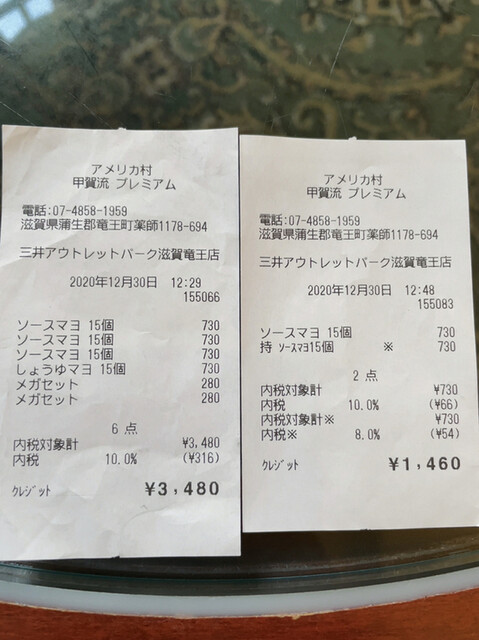 アメリカ村
甲賀流 プレミアム
電話:07-4858-1959
滋賀県蒲生郡竜王町薬師1178-694
三井アウトレットパーク滋賀竜王店
2020年12月30日 12:29
155066
ソースマヨ 15個 730
ソースマヨ 15個 730
ソースマヨ 15個 730
しょうゆマヨ 15個 730
メガセット 280
メガセット 280
6 点
内税対象計 ¥3,480
内税 10.0% (¥316)
クレジット ¥3,480
アメリカ村
甲賀流 プレミアム
電話:07-4858-1959
滋賀県蒲生郡竜王町薬師1178-694
三井アウトレットパーク滋賀竜王店
2020年12月30日 12:48
155083
ソースマヨ 15個 730
持 ソースマヨ15個 ※ 730
2 点
内税対象計 ¥730
内税 10.0% (¥66)
内税対象計※ ¥730
内税※ 8.0% (¥54)
クレジット ¥1,460